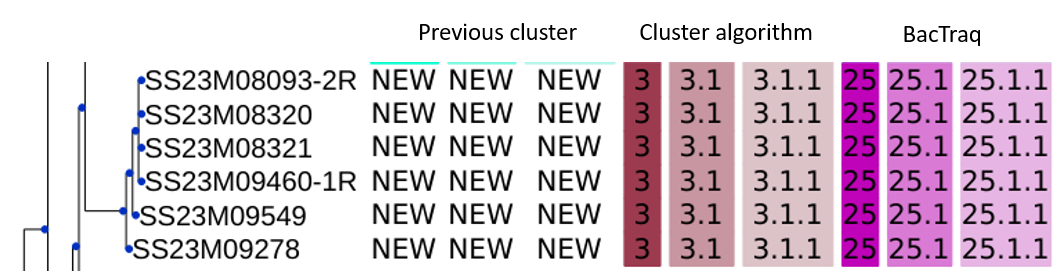 Previous cluster Cluster algorithm BacTraq
SS23M08093-2R NEW NEW NEW 3 3.1 3.1.1 25 25.1 25.1.1
SS23M08320 NEW NEW NEW 3 3.1 3.1.1 25 25.1 25.1.1
SS23M08321 NEW NEW NEW 3 3.1 3.1.1 25 25.1 25.1.1
SS23M09460-1R NEW NEW NEW 3 3.1 3.1.1 25 25.1 25.1.1
SS23M09549 NEW NEW NEW 3 3.1 3.1.1 25 25.1 25.1.1
SS23M09278 NEW NEW NEW 3 3.1 3.1.1 25 25.1 25.1.1